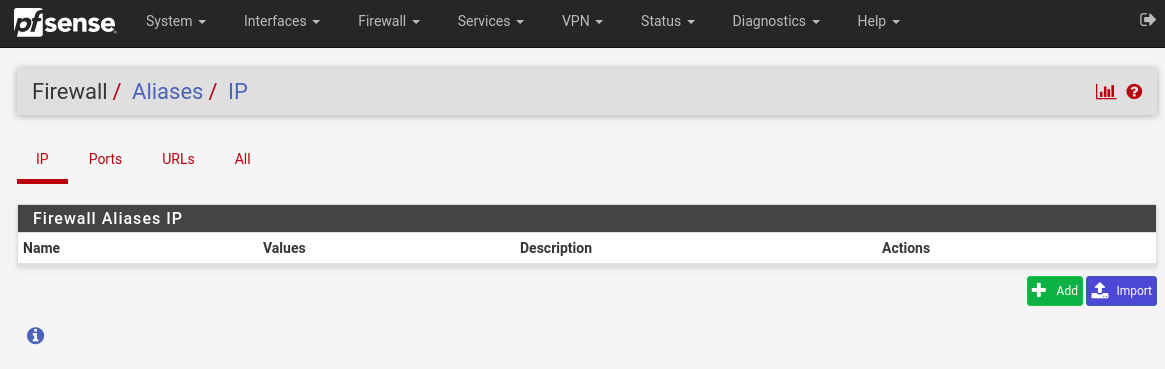 pfsense System Interfaces Firewall Services VPN Status Diagnostics Help
Firewall / Aliases / IP
IP Ports URLs All
Firewall Aliases IP
Name Values Description Actions
Add Import